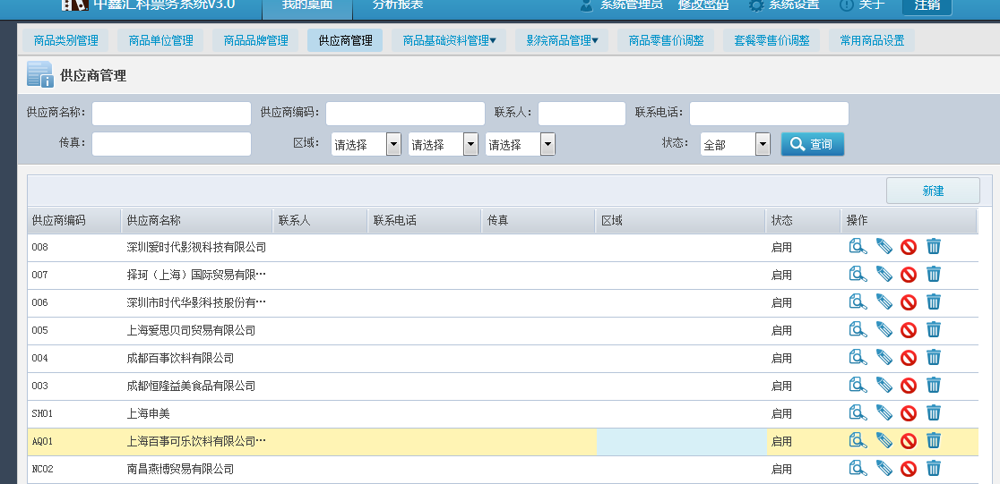 中鑫汇科票务系统V3.0 我的桌面 分析报表 系统管理员 修改密码 系统设置 关于 注销
商品类别管理 商品单位管理 商品品牌管理 供应商管理 商品基础资料管理▼ 影院商品管理▼ 商品零售价调整 套餐零售价调整 常用商品设置
供应商管理
供应商名称: 供应商编码: 联系人: 联系电话:
传真: 区域: 请选择 请选择 请选择 状态: 全部 查询
新建
供应商编码 供应商名称 联系人 联系电话 传真 区域 状态 操作
008 深圳爱时代影视科技有限公司 启用
007 择珂（上海）国际贸易有限… 启用
006 深圳市时代华影科技股份有… 启用
005 上海爱思贝司贸易有限公司 启用
004 成都百事饮料有限公司 启用
003 成都恒隆益美食品有限公司 启用
SH01 上海申美 启用
AQ01 上海百事可乐饮料有限公司… 启用
NC02 南昌燕博贸易有限公司 启用